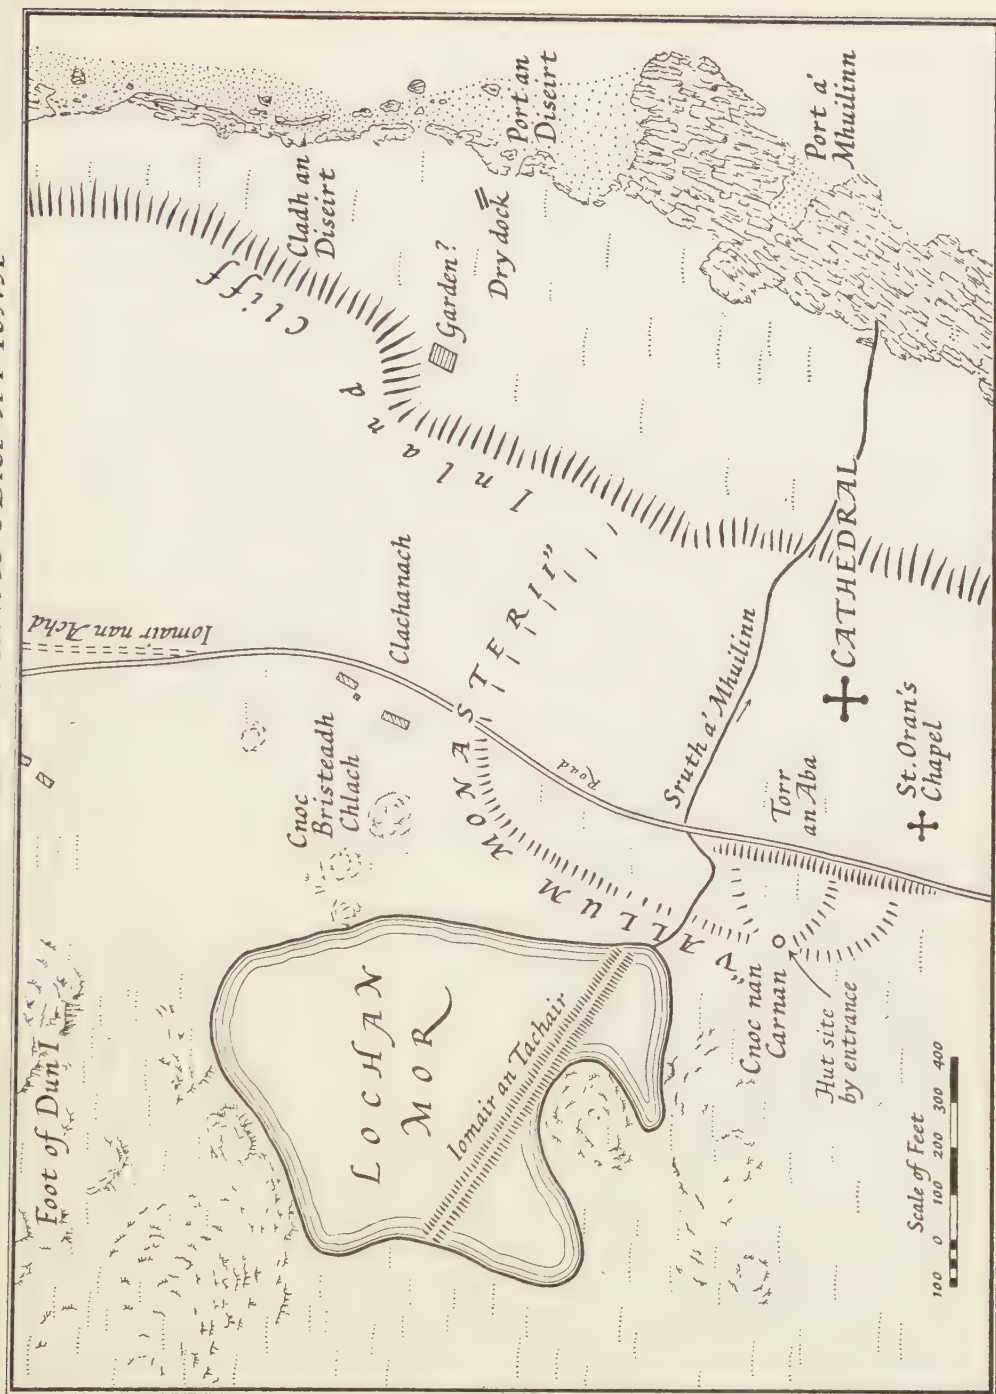 Foot of Dun I
Iomair nan Achd
Cliff
Cladh an
Diseirt
Port an
Diseirt
Dry dock
Garden?
Inland
Clachanach
Cnoc
Bristeadh
Chlach
LOCHAN
MOR
Iomair an Tachair
"VALLUM MONASTERII"
Road
Sruth a' Mhuilinn
Port a'
Mhuilinn
CATHEDRAL
Torr
an Aba
St. Oran's
Chapel
Cnoc nan
Carnan
Hut site
by entrance
Scale of Feet
100 0 100 200 300 400